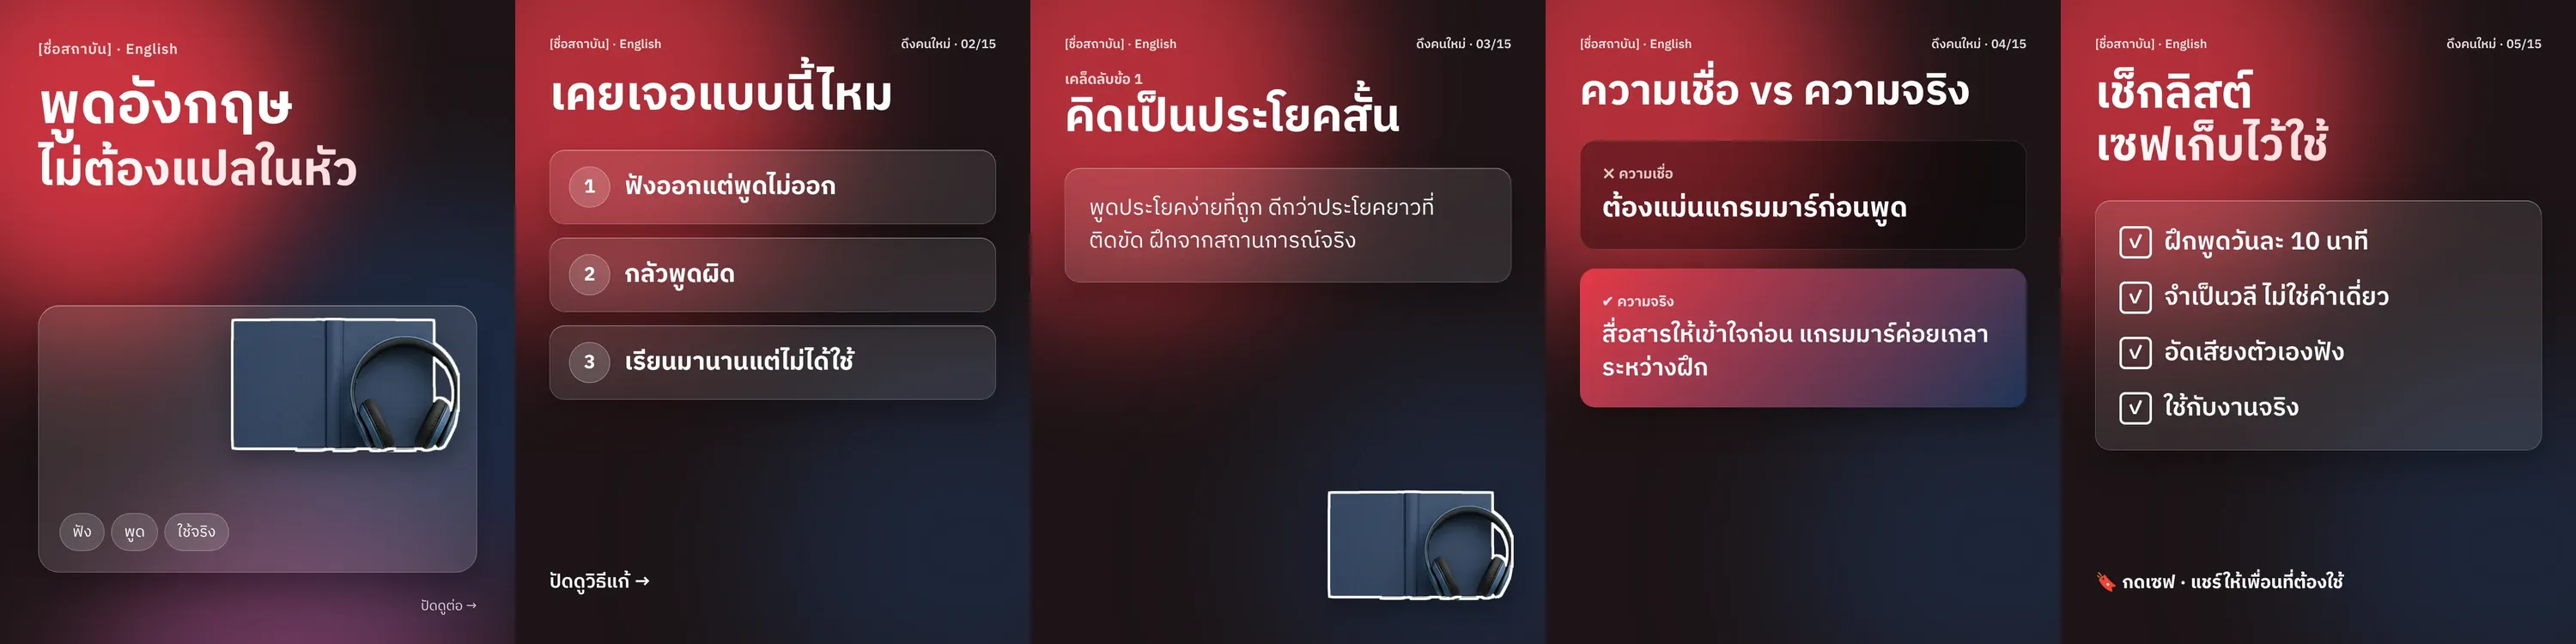 [ชื่อสถาบัน] · English
พูดอังกฤษ
ไม่ต้องแปลในหัว
ฟัง
พูด
ใช้จริง
ปัดดูต่อ →
[ชื่อสถาบัน] · English
ดึงคนใหม่ · 02/15
เคยเจอแบบนี้ไหม
1 ฟังออกแต่พูดไม่ออก
2 กลัวพูดผิด
3 เรียนมานานแต่ไม่ได้ใช้
ปัดดูวิธีแก้ →
[ชื่อสถาบัน] · English
ดึงคนใหม่ · 03/15
เคล็ดลับข้อ 1
คิดเป็นประโยคสั้น
พูดประโยคง่ายที่ถูก ดีกว่าประโยคยาวที่
ติดขัด ฝึกจากสถานการณ์จริง
[ชื่อสถาบัน] · English
ดึงคนใหม่ · 04/15
ความเชื่อ vs ความจริง
✕ ความเชื่อ
ต้องแม่นแกรมมาร์ก่อนพูด
✔ ความจริง
สื่อสารให้เข้าใจก่อน แกรมมาร์ค่อยเกลา
ระหว่างฝึก
[ชื่อสถาบัน] · English
ดึงคนใหม่ · 05/15
เช็กลิสต์
เซฟเก็บไว้ใช้
✓ ฝึกพูดวันละ 10 นาที
✓ จำเป็นวลี ไม่ใช่คำเดี่ยว
✓ อัดเสียงตัวเองฟัง
✓ ใช้กับงานจริง
🔖 กดเซฟ · แชร์ให้เพื่อนที่ต้องใช้